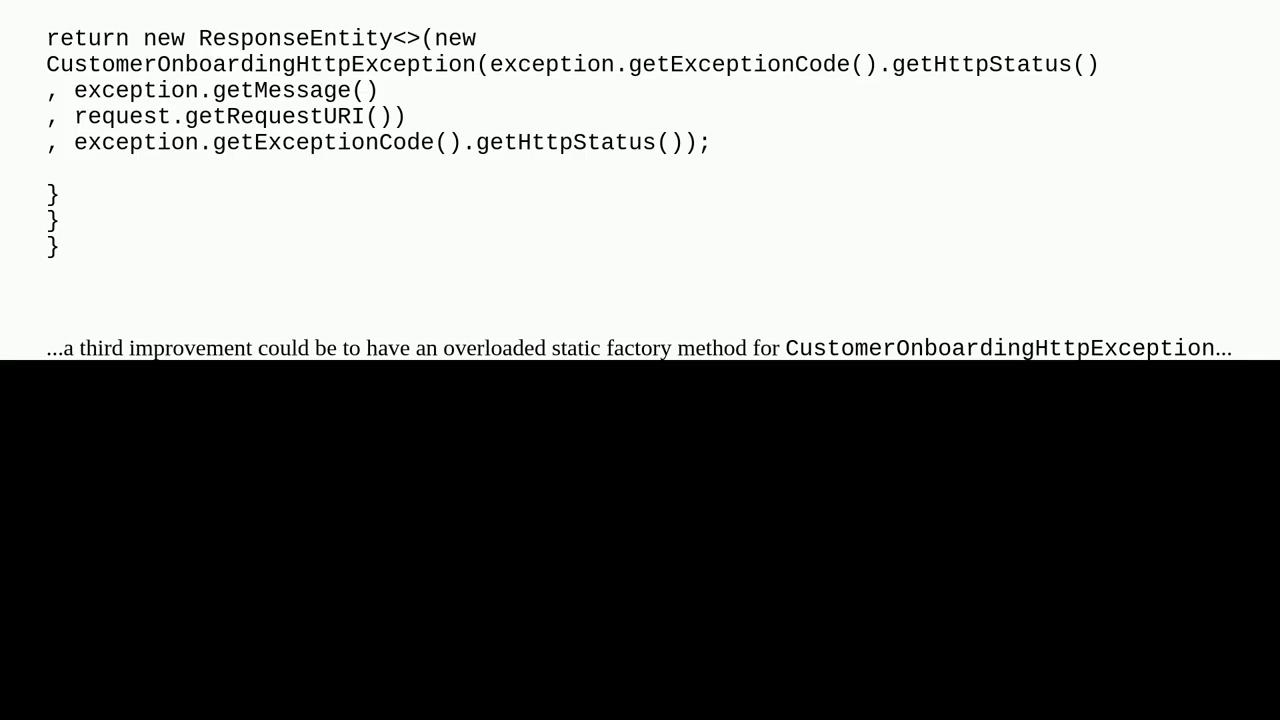 return new ResponseEntity<>(new
CustomerOnboardingHttpException(exception.getExceptionCode().getHttpStatus()
, exception.getMessage()
, request.getRequestURI())
, exception.getExceptionCode().getHttpStatus());
}
}
}
...a third improvement could be to have an overloaded static factory method for CustomerOnboardingHttpException...